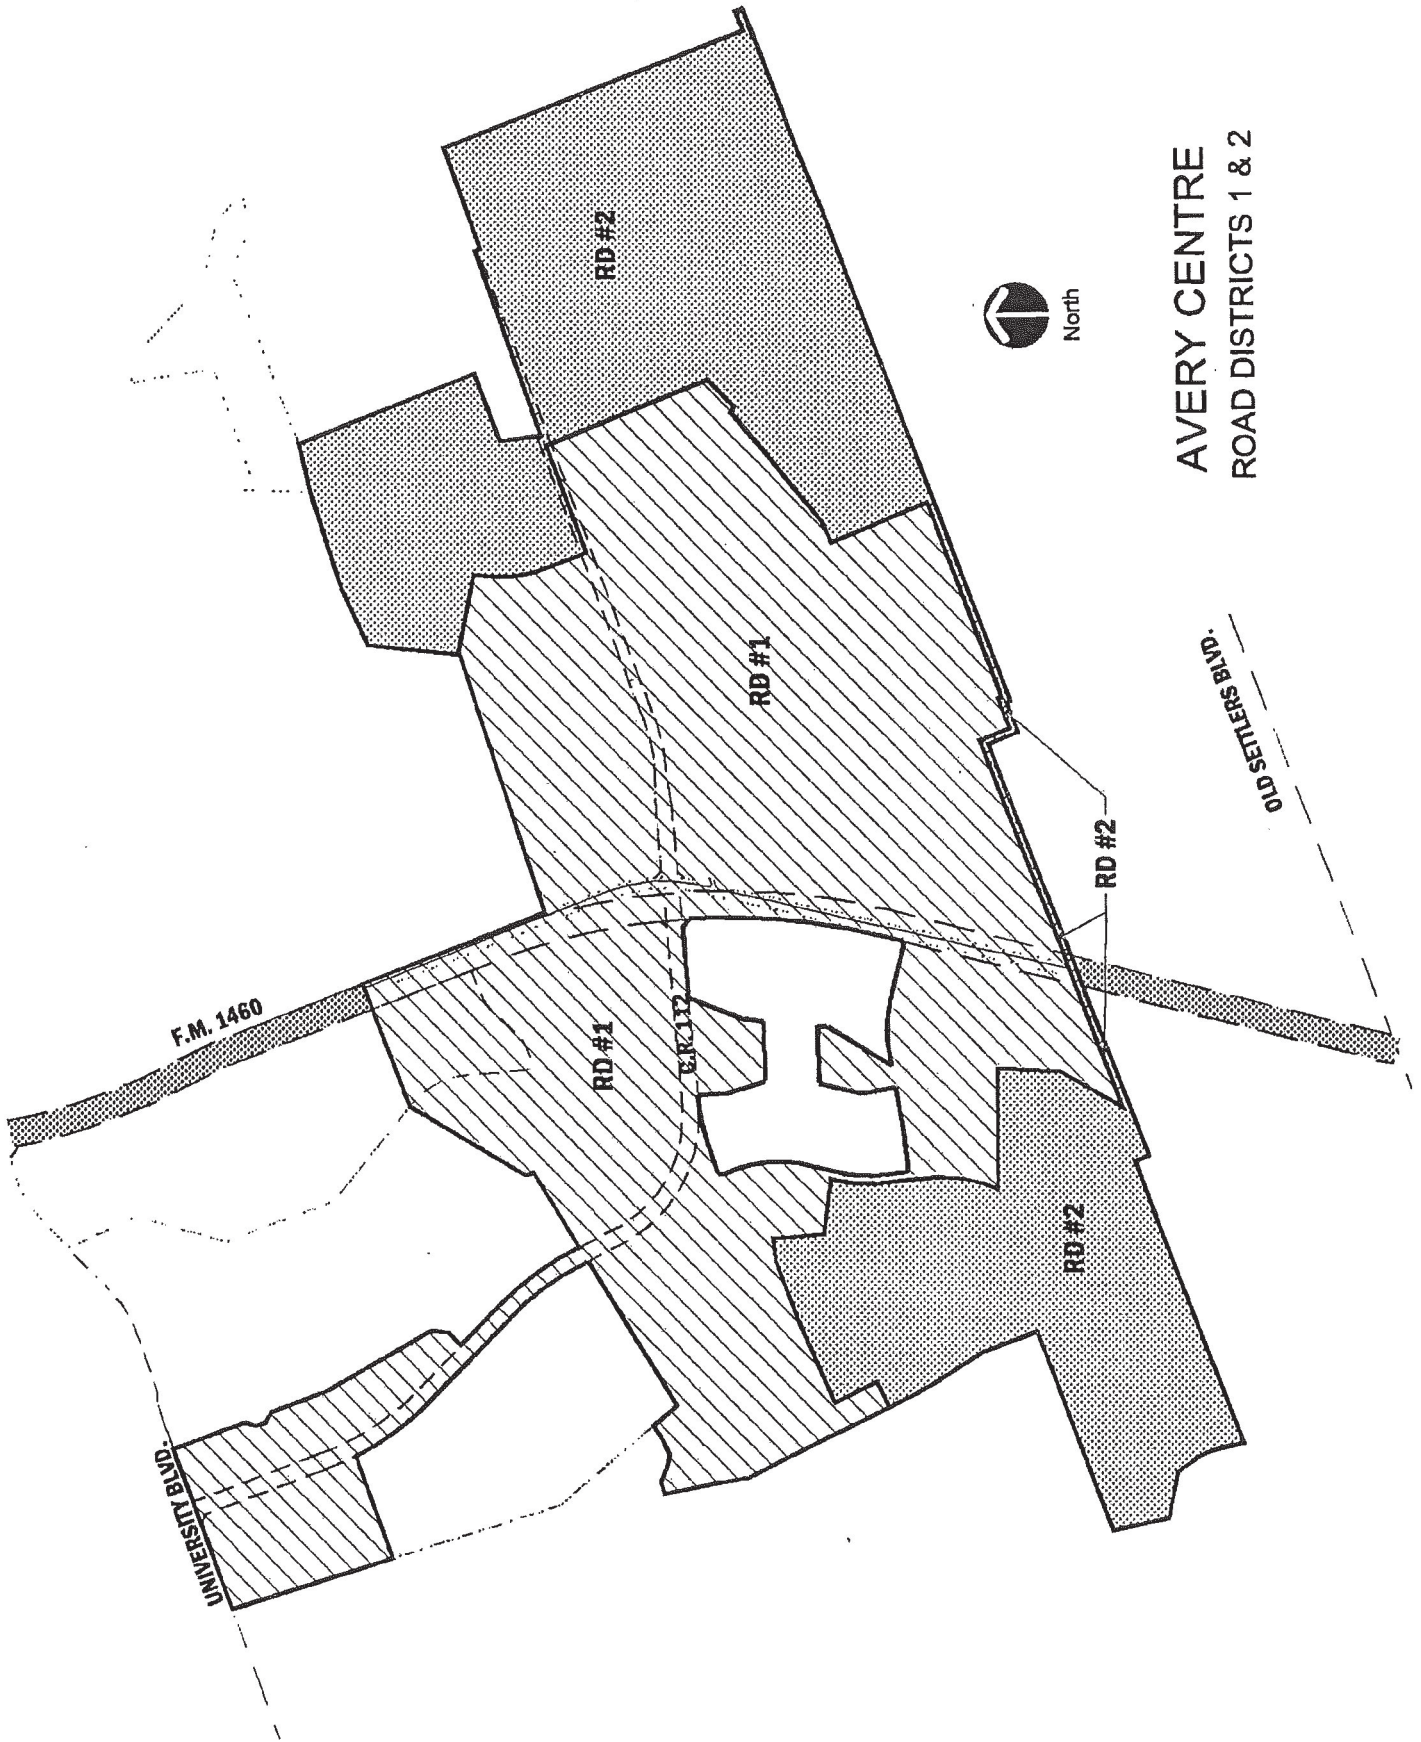 UNIVERSITY BLVD.
F.M. 1460
RD #1
C.R. 112
RD #2
RD #1
RD #2
RD #2
OLD SETTLERS BLVD.
North
AVERY CENTRE
ROAD DISTRICTS 1 & 2